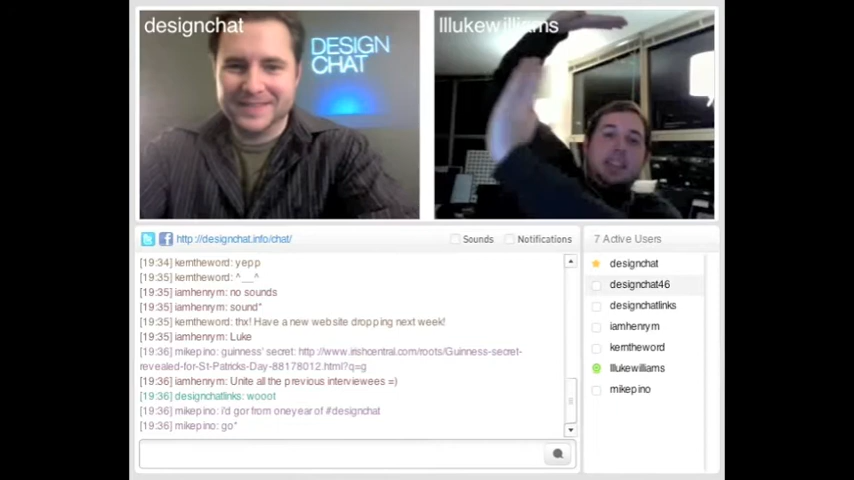 designchat
DESIGN
CHAT
lllukewilliams
http://designchat.info/chat/
Sounds
Notifications
7 Active Users
[19:34] kerntheword: yepp
[19:35] kerntheword: ^__^
[19:35] iamhenrym: no sounds
[19:35] iamhenrym: sound*
[19:35] kerntheword: thx! Have a new website dropping next week!
[19:35] iamhenrym: Luke
[19:36] mikepino: guinness' secret: http://www.irishcentral.com/roots/Guinness-secret-
revealed-for-St-Patricks-Day-88178012.html?q=g
[19:36] iamhenrym: Unite all the previous interviewees =)
[19:36] designchatlinks: wooot
[19:36] mikepino: i'd gor from oneyear of #designchat
[19:36] mikepino: go*
designchat
designchat46
designchatlinks
iamhenrym
kerntheword
lllukewilliams
mikepino